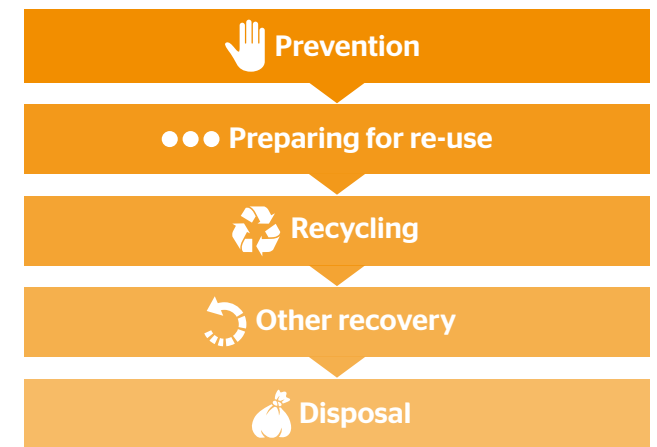 Prevention
Preparing for re-use
Recycling
Other recovery
Disposal